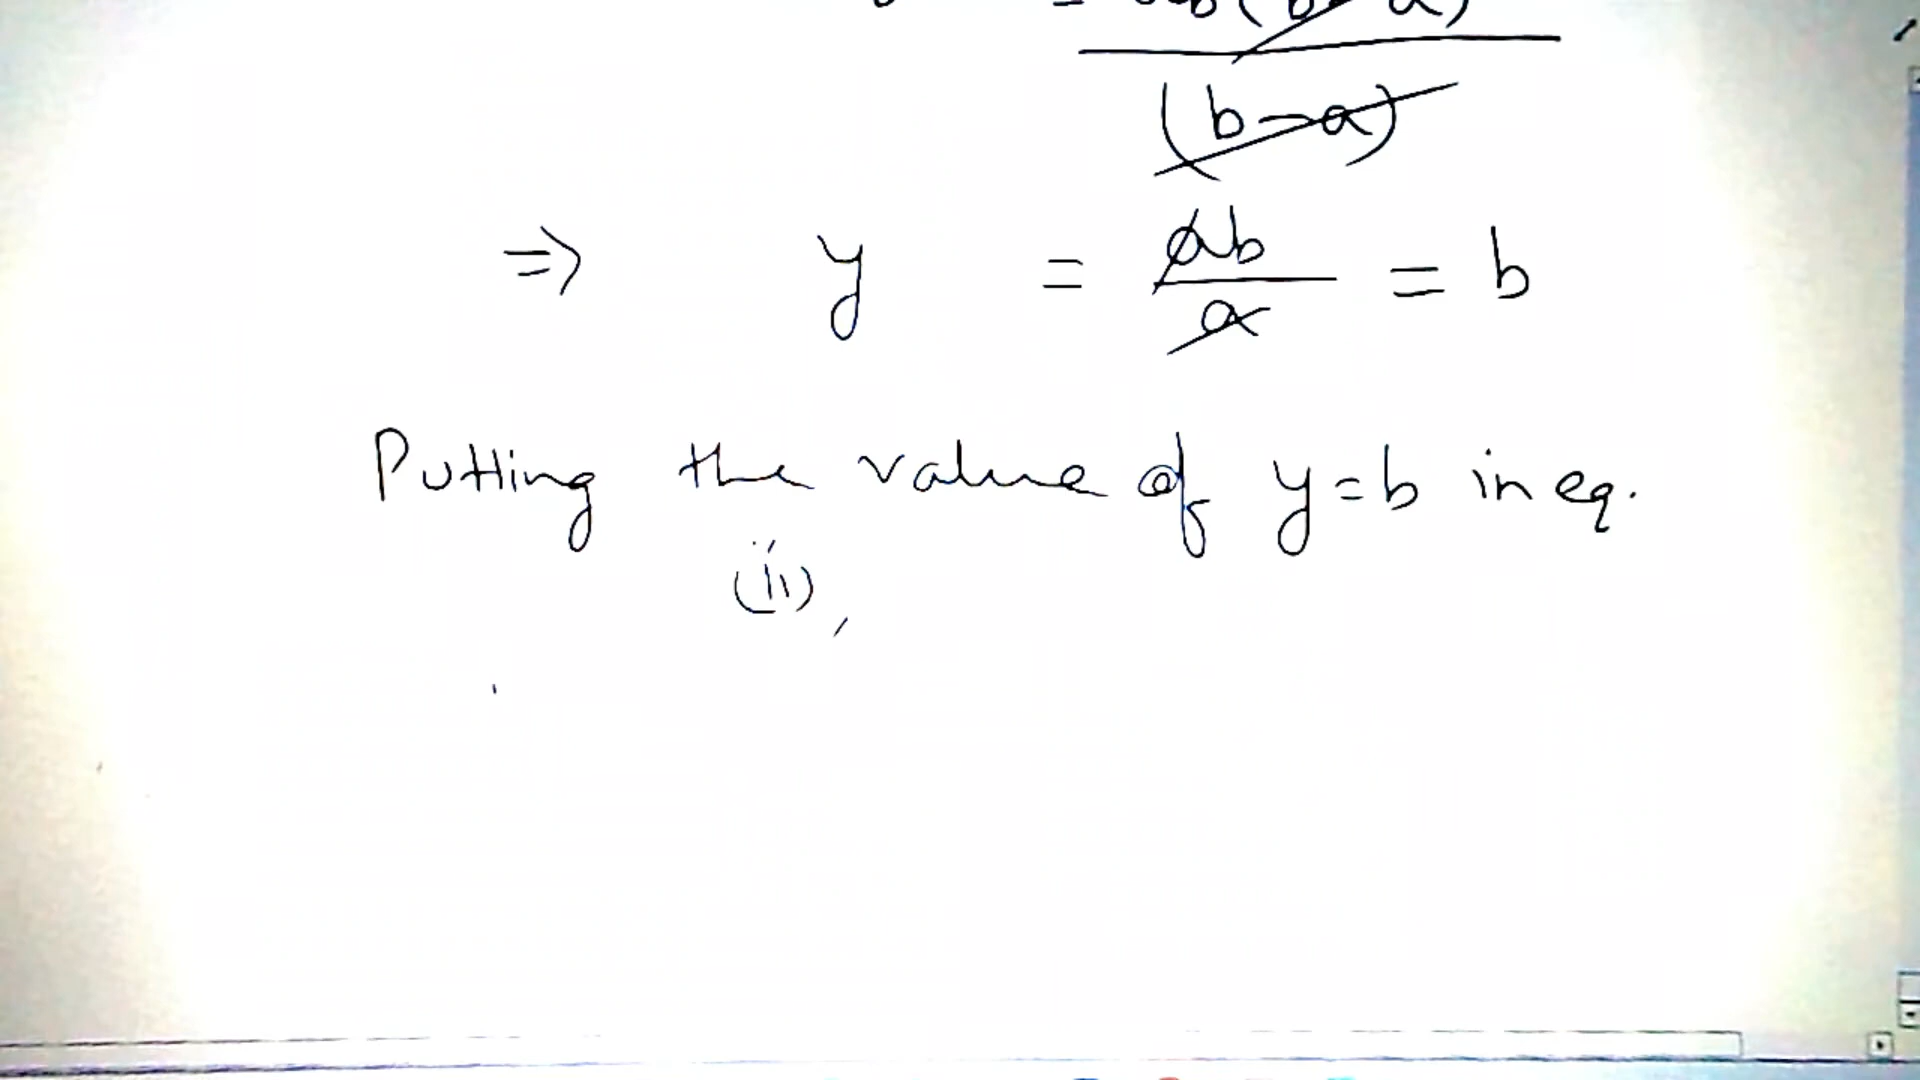 (b-a)
=> y = ab/a = b
Putting the value of y=b in eq.
(ii),